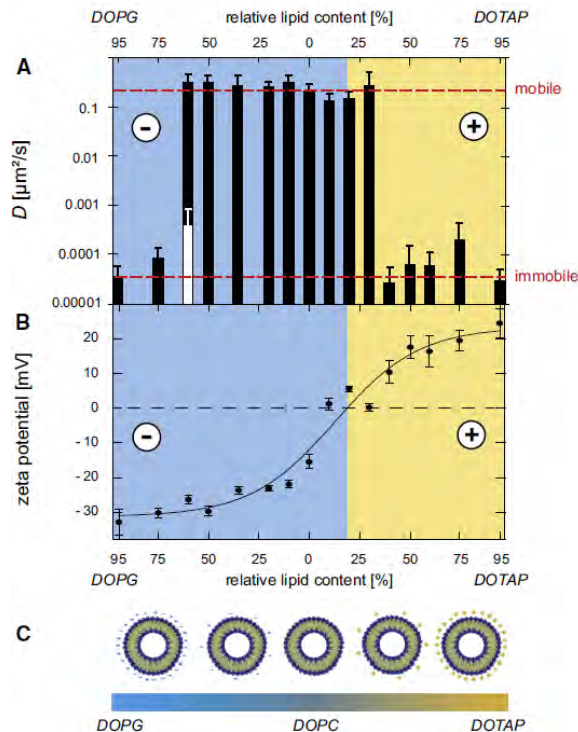 DOPG relative lipid content [%] DOTAP
95 75 50 25 0 25 50 75 95
A
D [µm²/s]
0.1
0.01
0.001
0.0001
0.00001
mobile
immobile
-
+
B
zeta potential [mV]
20
10
0
- 10
- 20
- 30
-
+
95 75 50 25 0 25 50 75 95
DOPG relative lipid content [%] DOTAP
C
DOPG DOPC DOTAP